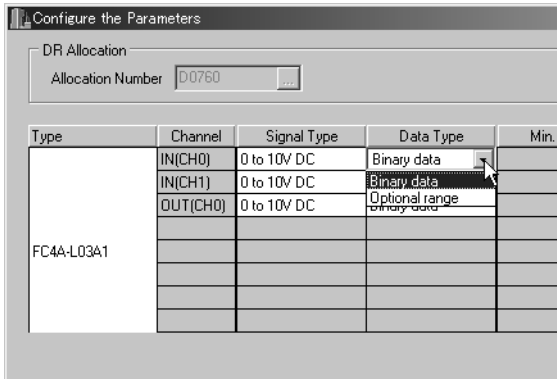 Configure the Parameters
DR Allocation
Allocation Number D0760 ...
Type Channel Signal Type Data Type Min.
IN(CH0) 0 to 10V DC Binary data
IN(CH1) 0 to 10V DC Binary data
OUT(CH0) 0 to 10V DC Optional range
Binary data
FC4A-L03A1